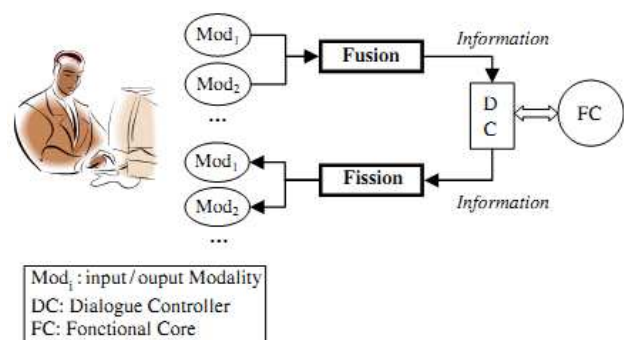 Mod1
Fusion
Information
Mod2
...
D
C
FC
Mod1
Fission
Mod2
Information
...
Modi : input / ouput Modality
DC: Dialogue Controller
FC: Fonctional Core